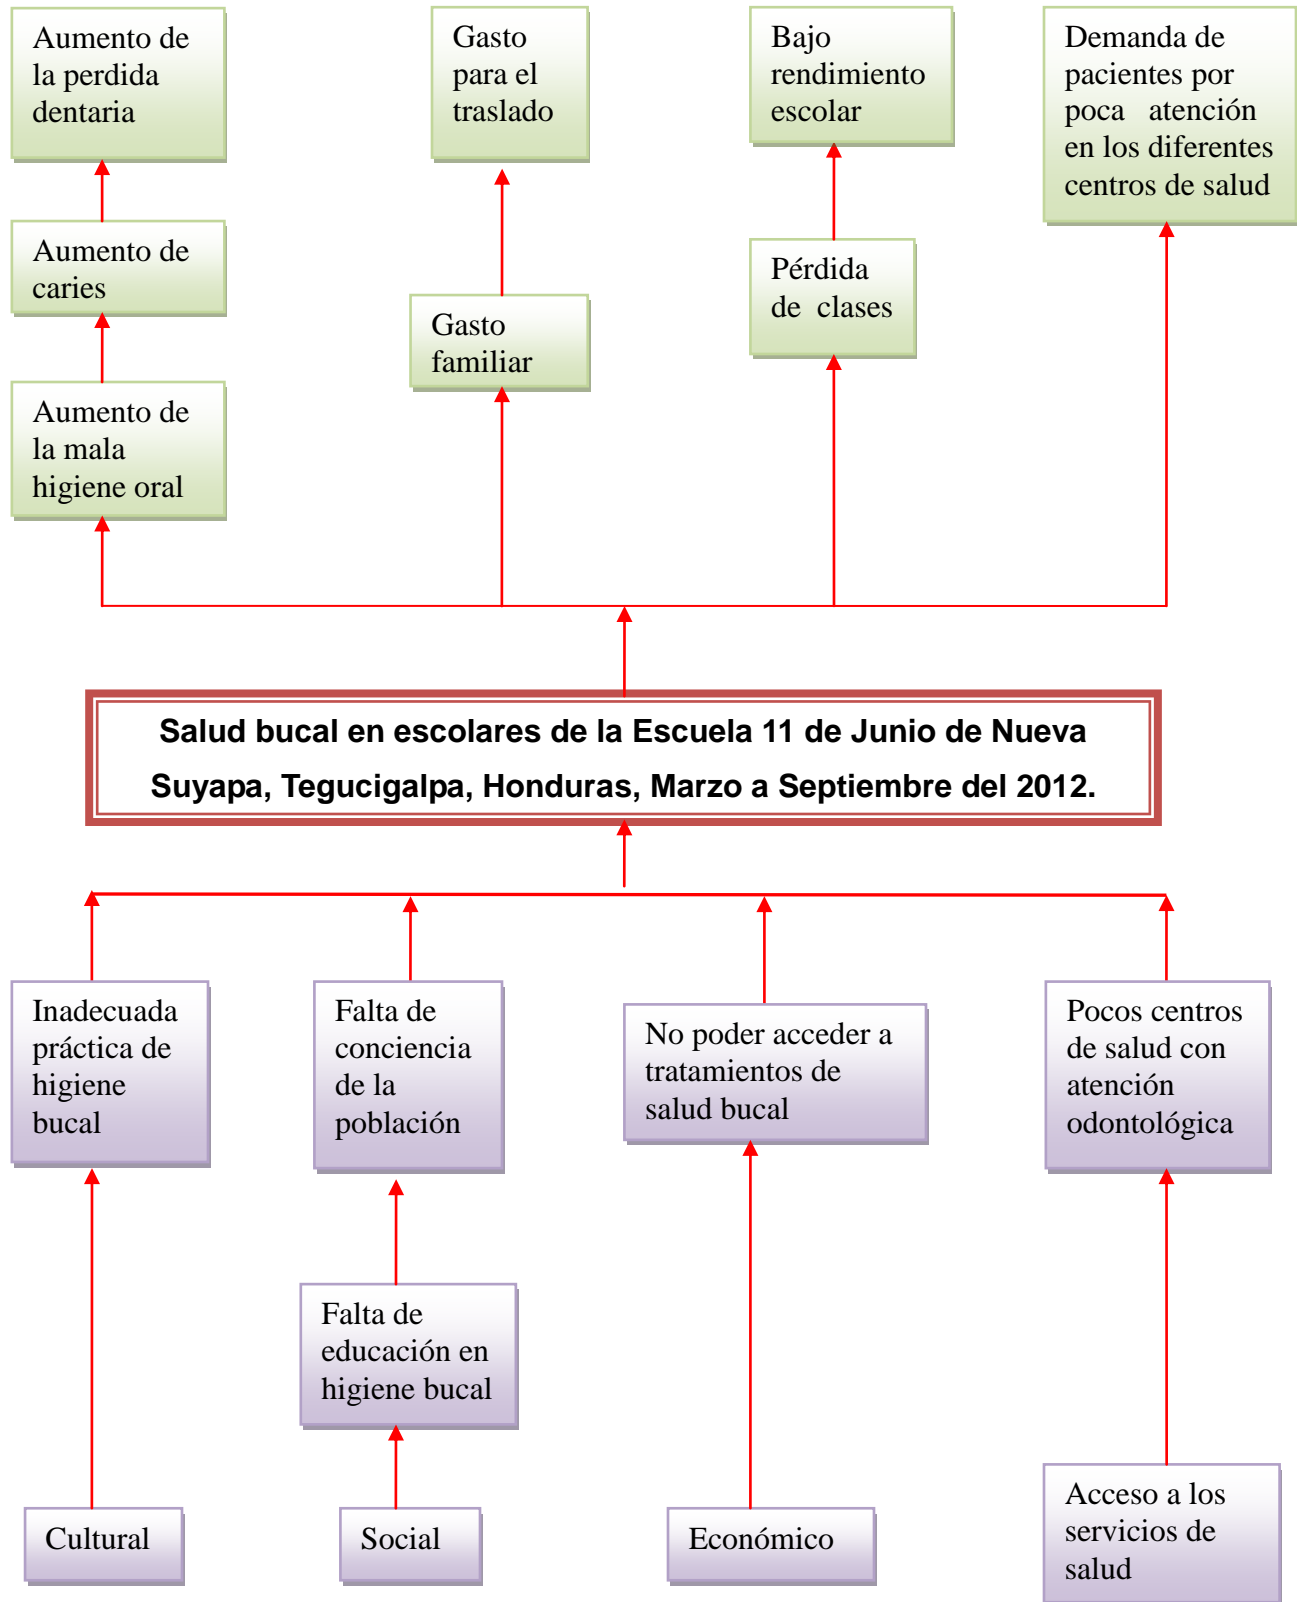 Aumento de
la perdida
dentaria
Gasto
para el
traslado
Bajo
rendimiento
escolar
Demanda de
pacientes por
poca atención
en los diferentes
centros de salud
Aumento de
caries
Pérdida
de clases
Gasto
familiar
Aumento de
la mala
higiene oral
Salud bucal en escolares de la Escuela 11 de Junio de Nueva
Suyapa, Tegucigalpa, Honduras, Marzo a Septiembre del 2012.
Inadecuada
práctica de
higiene
bucal
Falta de
conciencia
de la
población
No poder acceder a
tratamientos de
salud bucal
Pocos centros
de salud con
atención
odontológica
Falta de
educación en
higiene bucal
Cultural
Social
Económico
Acceso a los
servicios de
salud